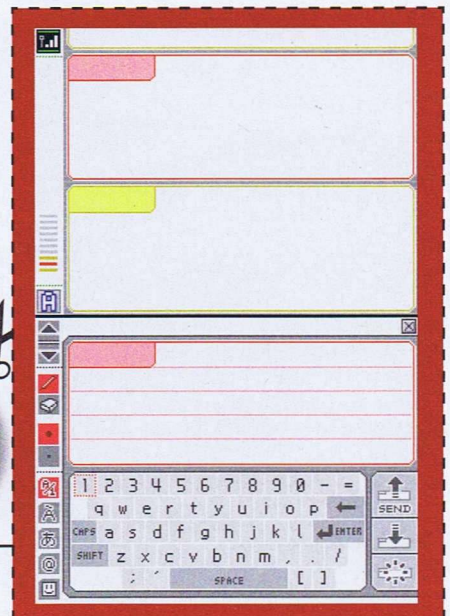 A
1 2 3 4 5 6 7 8 9 0 - =
q w e r t y u i o p ←
CAPS a s d f g h j k l ENTER
SHIFT z x c v b n m , . /
; ' SPACE [ ]
SEND
À
あ
@